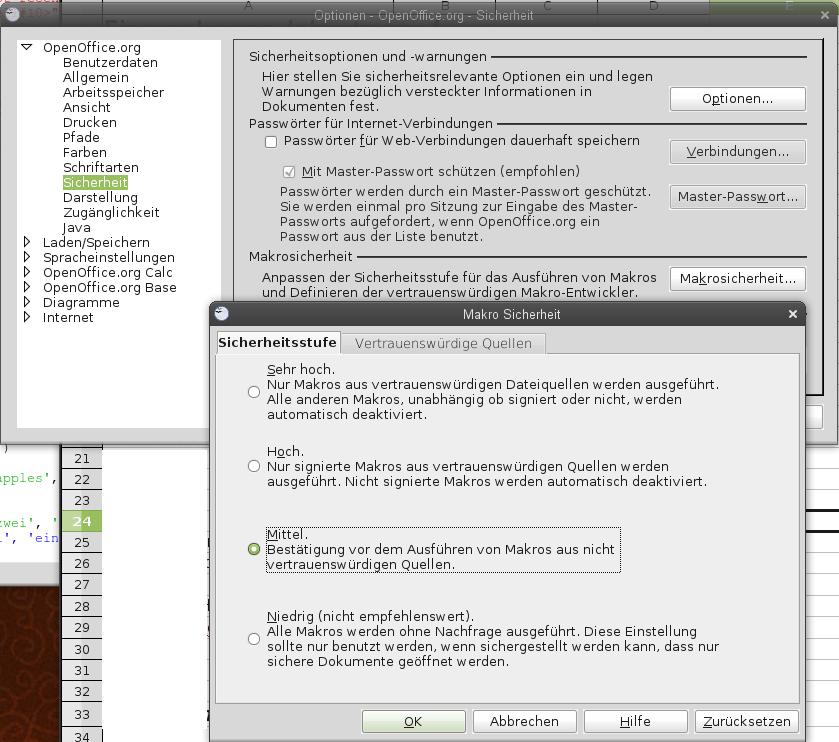 A
B
C
D
E
Optionen - OpenOffice.org - Sicherheit
OpenOffice.org
Benutzerdaten
Allgemein
Arbeitsspeicher
Ansicht
Drucken
Pfade
Farben
Schriftarten
Sicherheit
Darstellung
Zugänglichkeit
Java
Laden/Speichern
Spracheinstellungen
OpenOffice.org Calc
OpenOffice.org Base
Diagramme
Internet
Sicherheitsoptionen und -warnungen
Hier stellen Sie sicherheitsrelevante Optionen ein und legen
Warnungen bezüglich versteckter Informationen in
Dokumenten fest.
Optionen...
Passwörter für Internet-Verbindungen
Passwörter für Web-Verbindungen dauerhaft speichern
Verbindungen...
Mit Master-Passwort schützen (empfohlen)
Passwörter werden durch ein Master-Passwort geschützt.
Sie werden einmal pro Sitzung zur Eingabe des Master-
Passworts aufgefordert, wenn OpenOffice.org ein
Passwort aus der Liste benutzt.
Master-Passwort...
Makrosicherheit
Anpassen der Sicherheitsstufe für das Ausführen von Makros
und Definieren der vertrauenswürdigen Makro-Entwickler.
Makrosicherheit...
Makro Sicherheit
Sicherheitsstufe
Vertrauenswürdige Quellen
Sehr hoch.
Nur Makros aus vertrauenswürdigen Dateiquellen werden ausgeführt.
Alle anderen Makros, unabhängig ob signiert oder nicht, werden
automatisch deaktiviert.
Hoch.
Nur signierte Makros aus vertrauenswürdigen Quellen werden
ausgeführt. Nicht signierte Makros werden automatisch deaktiviert.
Mittel.
Bestätigung vor dem Ausführen von Makros aus nicht
vertrauenswürdigen Quellen.
Niedrig (nicht empfehlenswert).
Alle Makros werden ohne Nachfrage ausgeführt. Diese Einstellung
sollte nur benutzt werden, wenn sichergestellt werden kann, dass nur
sichere Dokumente geöffnet werden.
OK
Abbrechen
Hilfe
Zurücksetzen
)
apples',
zwei', '
', 'ein
21
22
23
24
25
26
27
28
29
30
31
32
33
34